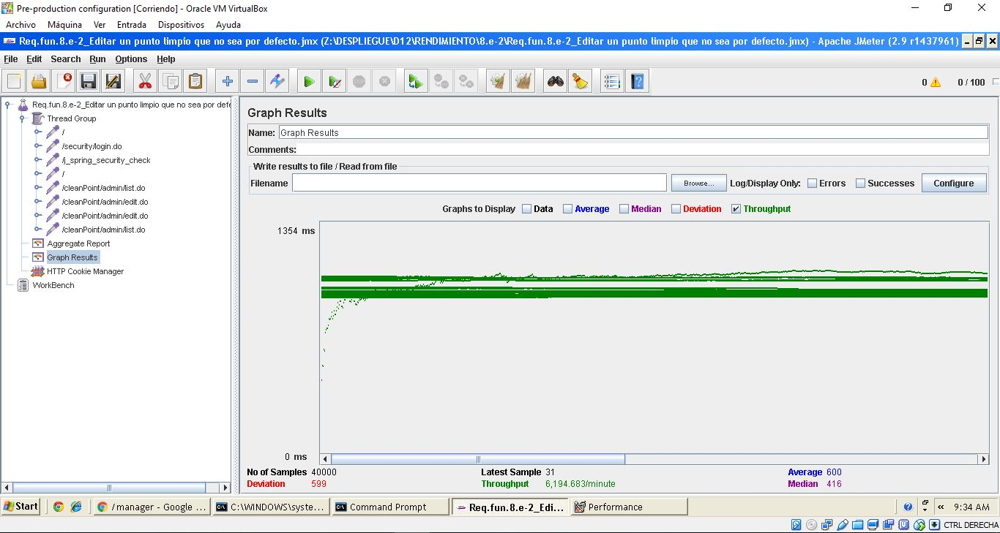 Pre-production configuration [Corriendo] - Oracle VM VirtualBox
Archivo Máquina Ver Entrada Dispositivos Ayuda
Req.fun.8.e-2_Editar un punto limpio que no sea por defecto.jmx (Z:\DESPLIEGUE\D12\RENDIMIENTO\8.e-2\Req.fun.8.e-2_Editar un punto limpio que no sea por defecto.jmx) - Apache JMeter (2.9 r1437961)
File Edit Search Run Options Help
0 0 / 100
Req.fun.8.e-2_Editar un punto limpio que no sea por defe
Thread Group
/
/security/login.do
/j_spring_security_check
/
/cleanPoint/admin/list.do
/cleanPoint/admin/edit.do
/cleanPoint/admin/edit.do
/cleanPoint/admin/list.do
Aggregate Report
Graph Results
HTTP Cookie Manager
WorkBench
Graph Results
Name: Graph Results
Comments:
Write results to file / Read from file
Filename Browse... Log/Display Only: Errors Successes Configure
Graphs to Display Data Average Median Deviation Throughput
1354 ms
0 ms
No of Samples 40000 Latest Sample 31 Average 600
Deviation 599 Throughput 6,194.683/minute Median 416
Start /manager - Google ... C:\WINDOWS\syste... Command Prompt Req.fun.8.e-2_Edi... Performance « 9:34 AM
CTRL DERECHA